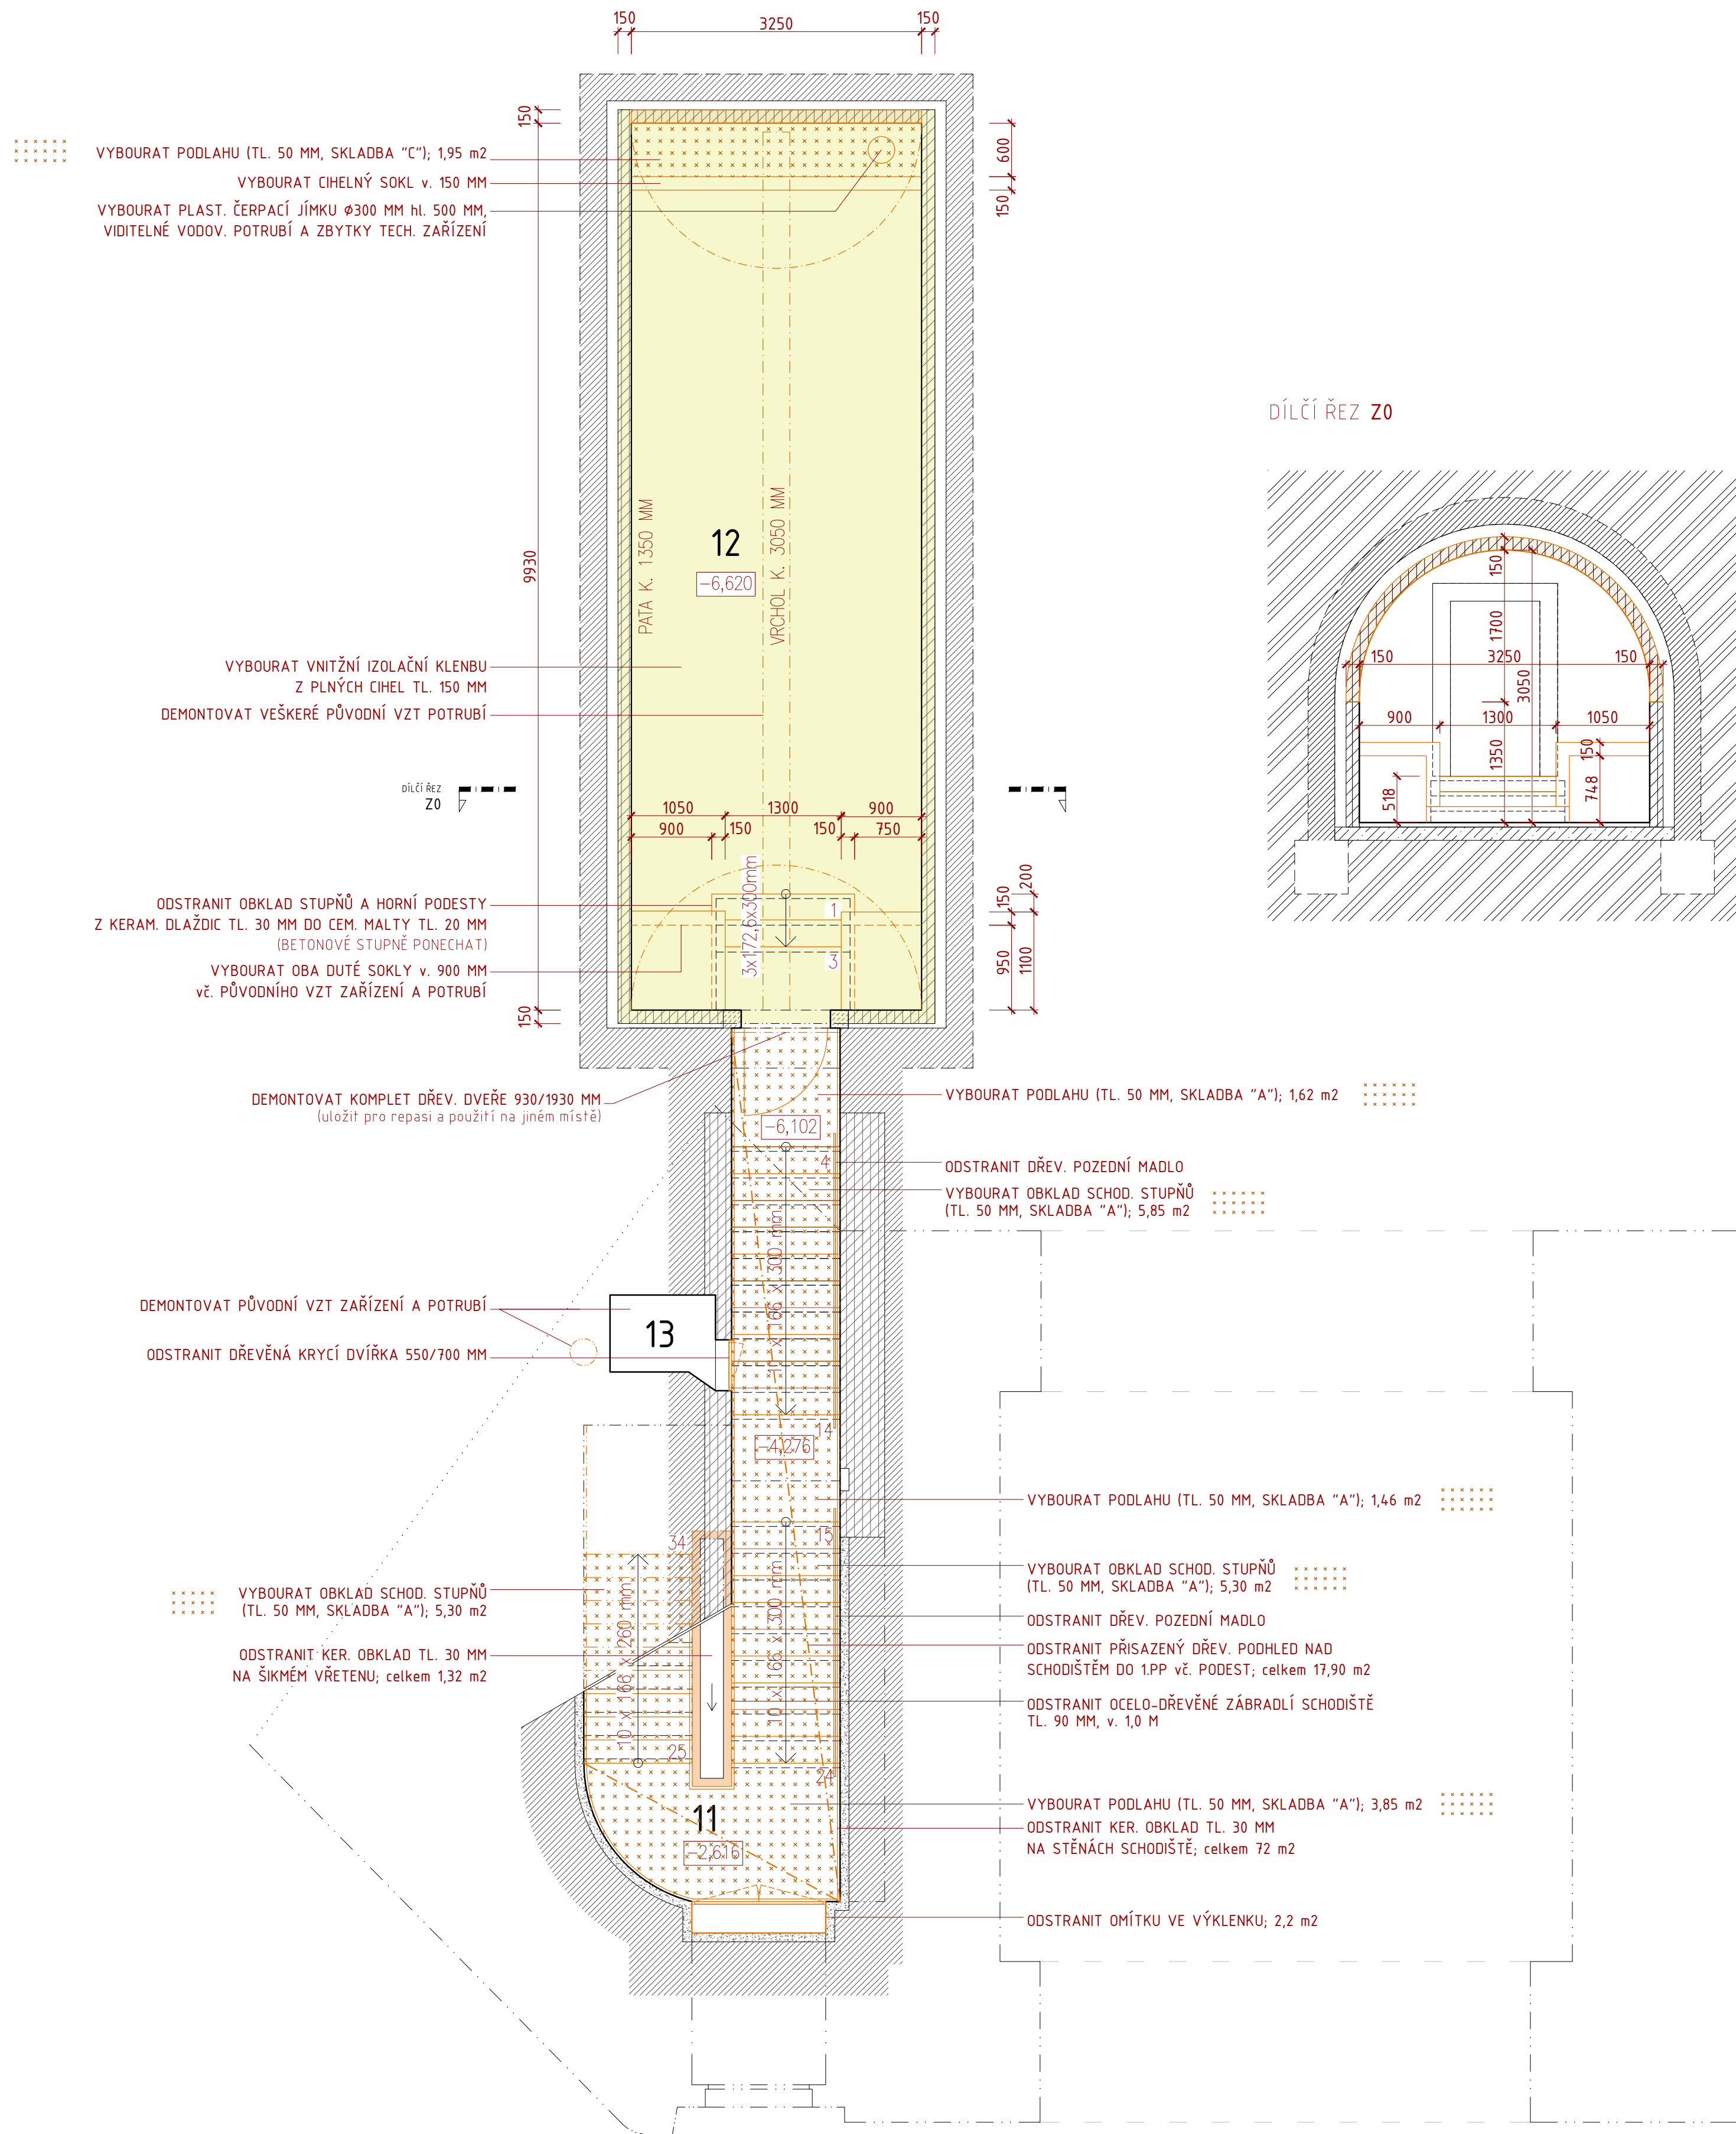 150
3250
150
150
VYBOURAT PODLAHU (TL. 50 MM, SKLADBA "C"); 1,95 m2
VYBOURAT CIHELNÝ SOKL v. 150 MM
VYBOURAT PLAST. ČERPACÍ JÍMKU Ø300 MM hl. 500 MM,
VIDITELNÉ VODOV. POTRUBÍ A ZBYTKY TECH. ZAŘÍZENÍ
600
150
9930
PATA K. 1350 MM
VRCHOL K. 3050 MM
12
-6,620
VYBOURAT VNITŽNÍ IZOLAČNÍ KLENBU
Z PLNÝCH CIHEL TL. 150 MM
DEMONTOVAT VEŠKERÉ PŮVODNÍ VZT POTRUBÍ
DÍLČÍ ŘEZ
Z0
1050
1300
900
900
150
150
750
ODSTRANIT OBKLAD STUPŇŮ A HORNÍ PODESTY
Z KERAM. DLAŽDIC TL. 30 MM DO CEM. MALTY TL. 20 MM
(BETONOVÉ STUPNĚ PONECHAT)
VYBOURAT OBA DUTÉ SOKLY v. 900 MM
vč. PŮVODNÍHO VZT ZAŘÍZENÍ A POTRUBÍ
3x172,6x300mm
1
3
200
150
950
1100
150
DÍLČÍ ŘEZ Z0
150
1700
150
3250
150
3050
900
1300
1050
1350
150
518
748
DEMONTOVAT KOMPLET DŘEV. DVEŘE 930/1930 MM
(uložit pro repasi a použití na jiném místě)
VYBOURAT PODLAHU (TL. 50 MM, SKLADBA "A"); 1,62 m2
-6,102
4
ODSTRANIT DŘEV. POZEDNÍ MADLO
VYBOURAT OBKLAD SCHOD. STUPŇŮ
(TL. 50 MM, SKLADBA "A"); 5,85 m2
11 x 166 x 300 mm
DEMONTOVAT PŮVODNÍ VZT ZAŘÍZENÍ A POTRUBÍ
13
ODSTRANIT DŘEVĚNÁ KRYCÍ DVÍŘKA 550/700 MM
14
-4,276
VYBOURAT PODLAHU (TL. 50 MM, SKLADBA "A"); 1,46 m2
15
34
VYBOURAT OBKLAD SCHOD. STUPŇŮ
(TL. 50 MM, SKLADBA "A"); 5,30 m2
VYBOURAT OBKLAD SCHOD. STUPŇŮ
(TL. 50 MM, SKLADBA "A"); 5,30 m2
10 x 166 x 260 mm
10 x 166 x 300 mm
ODSTRANIT DŘEV. POZEDNÍ MADLO
ODSTRANIT KER. OBKLAD TL. 30 MM
NA ŠIKMÉM VŘETENU; celkem 1,32 m2
ODSTRANIT PŘISAZENÝ DŘEV. PODHLED NAD
SCHODIŠTĚM DO 1.PP vč. PODEST; celkem 17,90 m2
ODSTRANIT OCELO-DŘEVĚNÉ ZÁBRADLÍ SCHODIŠTĚ
TL. 90 MM, v. 1,0 M
25
24
11
-2,616
VYBOURAT PODLAHU (TL. 50 MM, SKLADBA "A"); 3,85 m2
ODSTRANIT KER. OBKLAD TL. 30 MM
NA STĚNÁCH SCHODIŠTĚ; celkem 72 m2
ODSTRANIT OMÍTKU VE VÝKLENKU; 2,2 m2